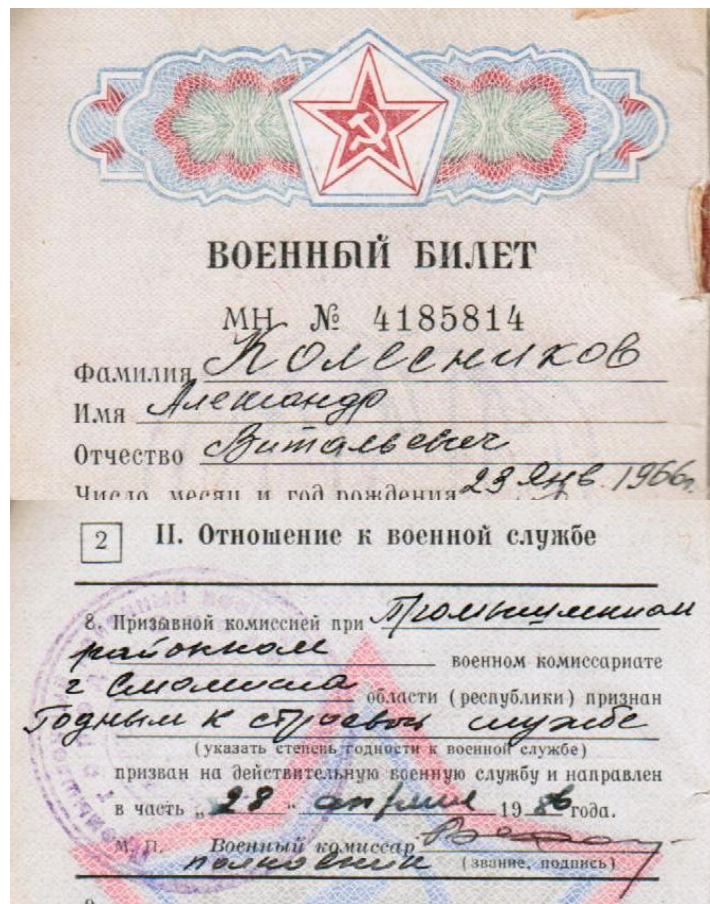 ВОЕННЫЙ БИЛЕТ
МН № 4185814
Фамилия Колесников
Имя Александр
Отчество Витальевич
Число, месяц и год рождения 23 Янв. 1966г.
2 II. Отношение к военной службе
8. Призывной комиссией при Промышленном
районном военном комиссариате
г Смоленска области (республики) признан
Годным к строевой службе
(указать степень годности к военной службе)
призван на действительную военную службу и направлен
в часть „28" апреля 1986 года.
М. П. Военный комиссар
полковник (звание, подпись)